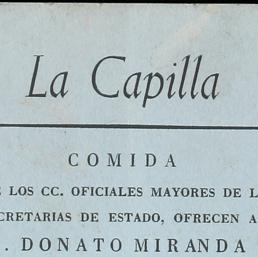 La Capilla
COMIDA
LOS CC. OFICIALES MAYORES DE
CRETARIAS DE ESTADO, OFRECEN A
. DONATO MIRANDA